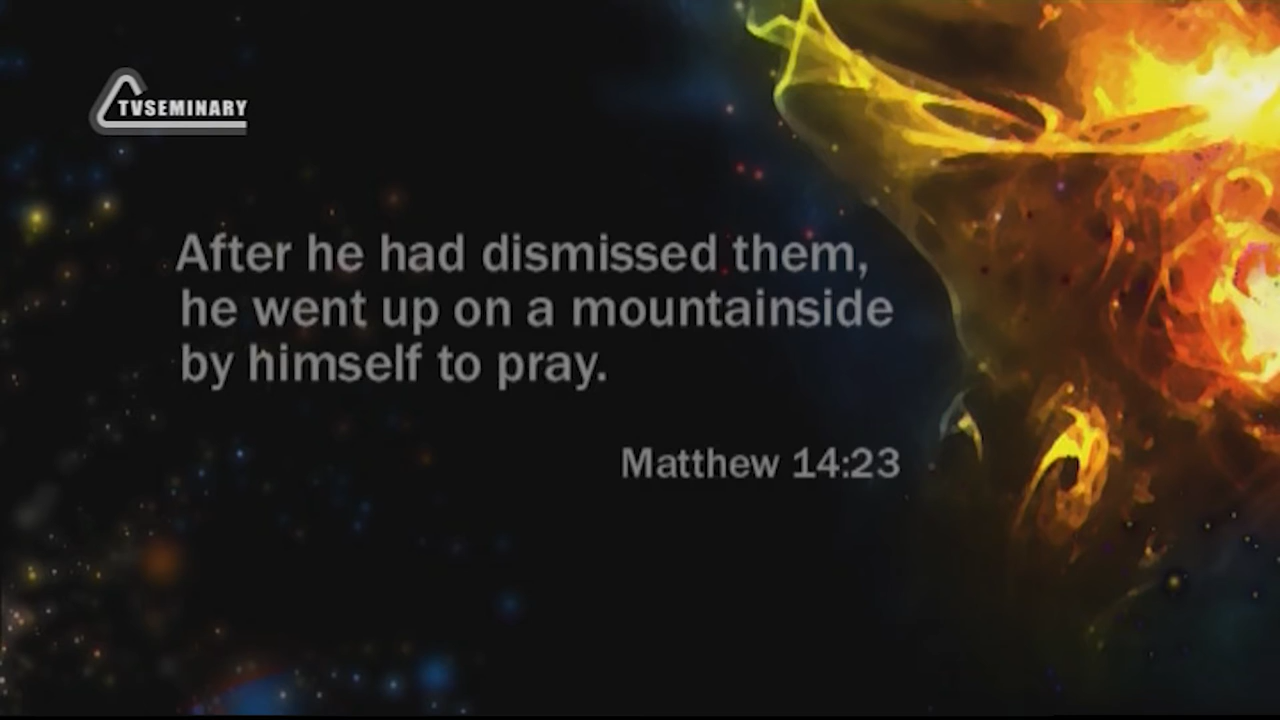 TVSEMINARY
After he had dismissed them,
he went up on a mountainside
by himself to pray.
Matthew 14:23